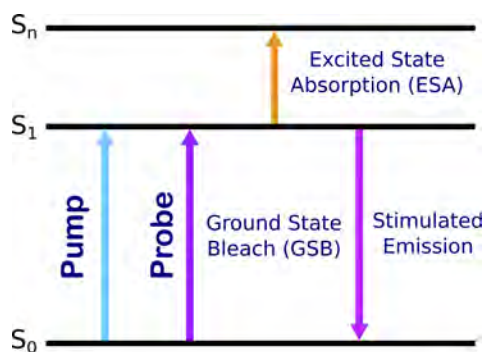 Sn
Excited State
Absorption (ESA)
S1
Pump
Probe
Ground State
Bleach (GSB)
Stimulated
Emission
S0